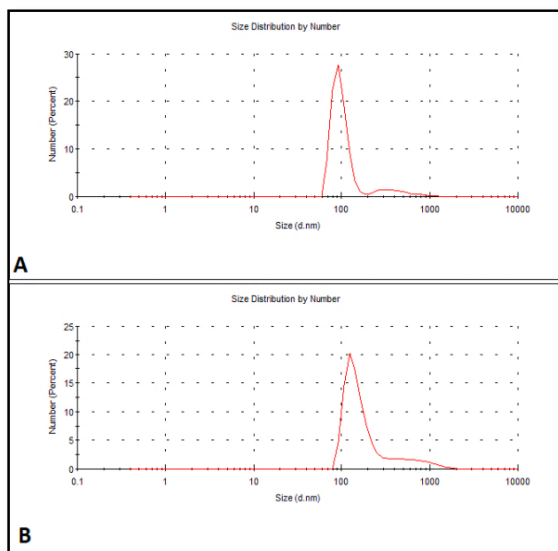 Size Distribution by Number
30
20
10
0
Number (Percent)
0.1 1 10 100 1000 10000
Size (d.nm)
A
Size Distribution by Number
25
20
15
10
5
0
Number (Percent)
0.1 1 10 100 1000 10000
Size (d.nm)
B